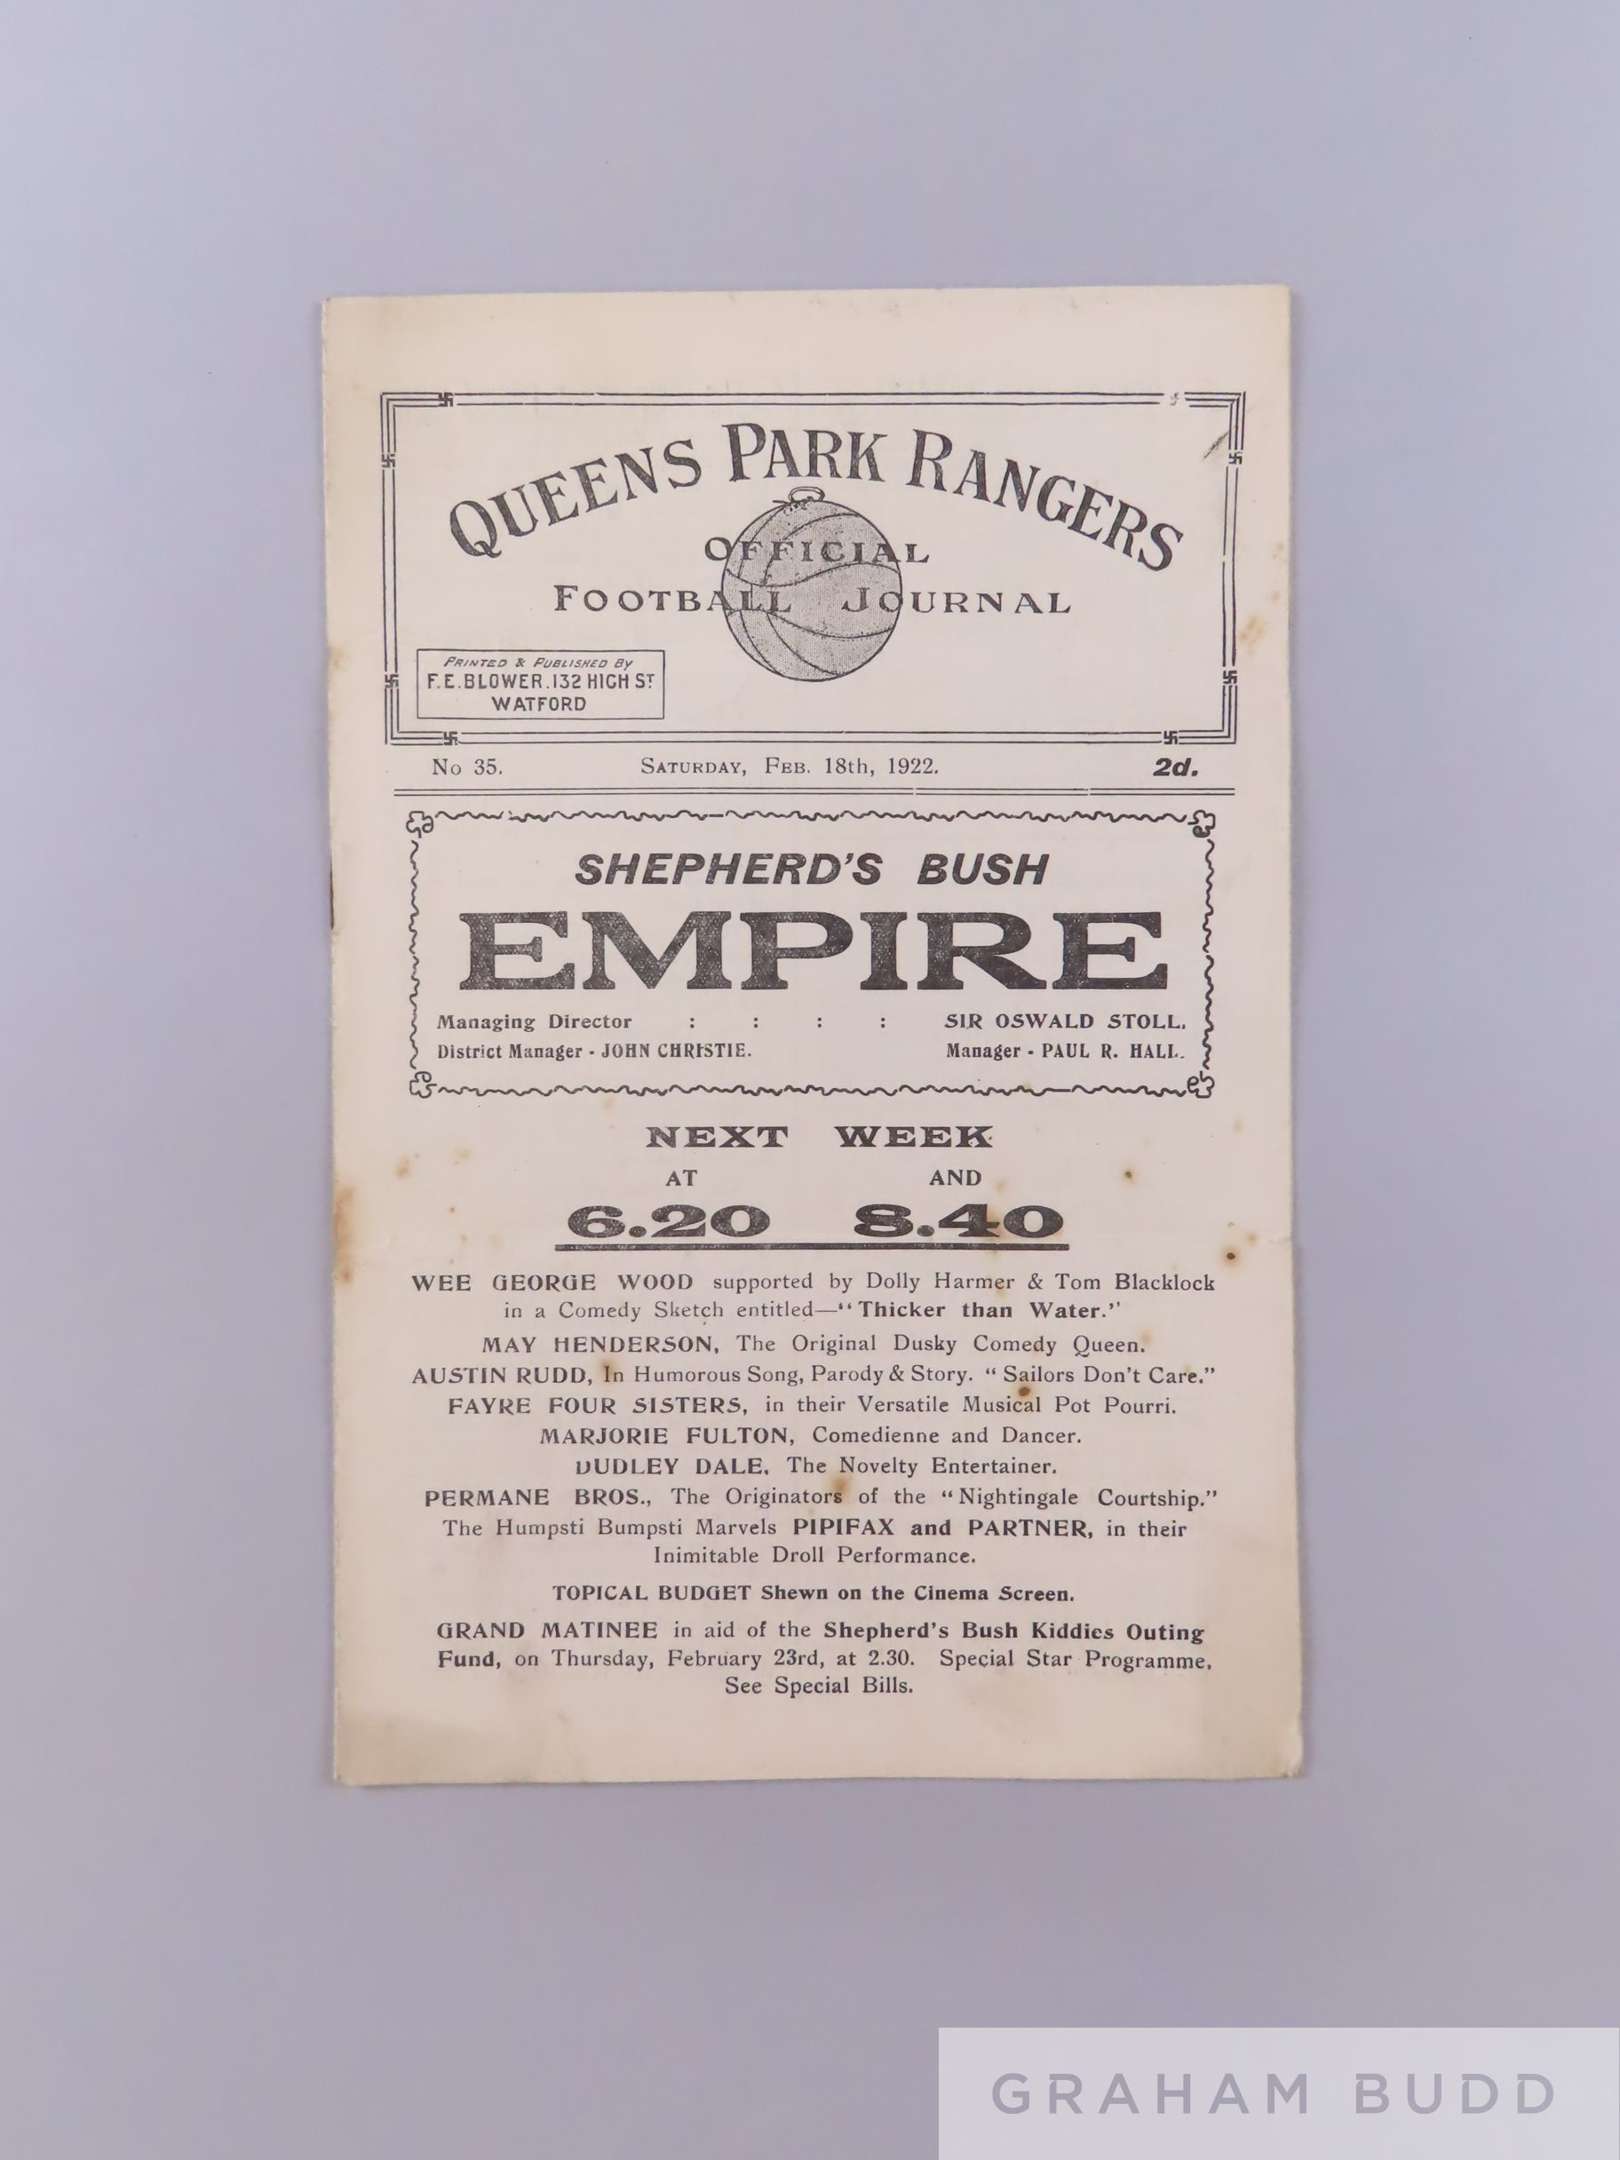 QUEENS PARK RANGERS
OFFICIAL
FOOTBALL JOURNAL
PRINTED & PUBLISHED BY
F.E.BLOWER.132 HIGH ST
WATFORD
No 35. SATURDAY, FEB. 18th, 1922. 2d.
SHEPHERD'S BUSH
EMPIRE
Managing Director : : : : SIR OSWALD STOLL.
District Manager - JOHN CHRISTIE. Manager - PAUL R. HALL.
NEXT WEEK
AT AND
6.20 8.40
WEE GEORGE WOOD supported by Dolly Harmer & Tom Blacklock
in a Comedy Sketch entitled—"Thicker than Water."
MAY HENDERSON, The Original Dusky Comedy Queen.
AUSTIN RUDD, In Humorous Song, Parody & Story. "Sailors Don't Care."
FAYRE FOUR SISTERS, in their Versatile Musical Pot Pourri.
MARJORIE FULTON, Comedienne and Dancer.
DUDLEY DALE, The Novelty Entertainer.
PERMANE BROS., The Originators of the "Nightingale Courtship."
The Humpsti Bumpsti Marvels PIPIFAX and PARTNER, in their
Inimitable Droll Performance.
TOPICAL BUDGET Shewn on the Cinema Screen.
GRAND MATINEE in aid of the Shepherd's Bush Kiddies Outing
Fund, on Thursday, February 23rd, at 2.30. Special Star Programme,
See Special Bills.
GRAHAM BUDD